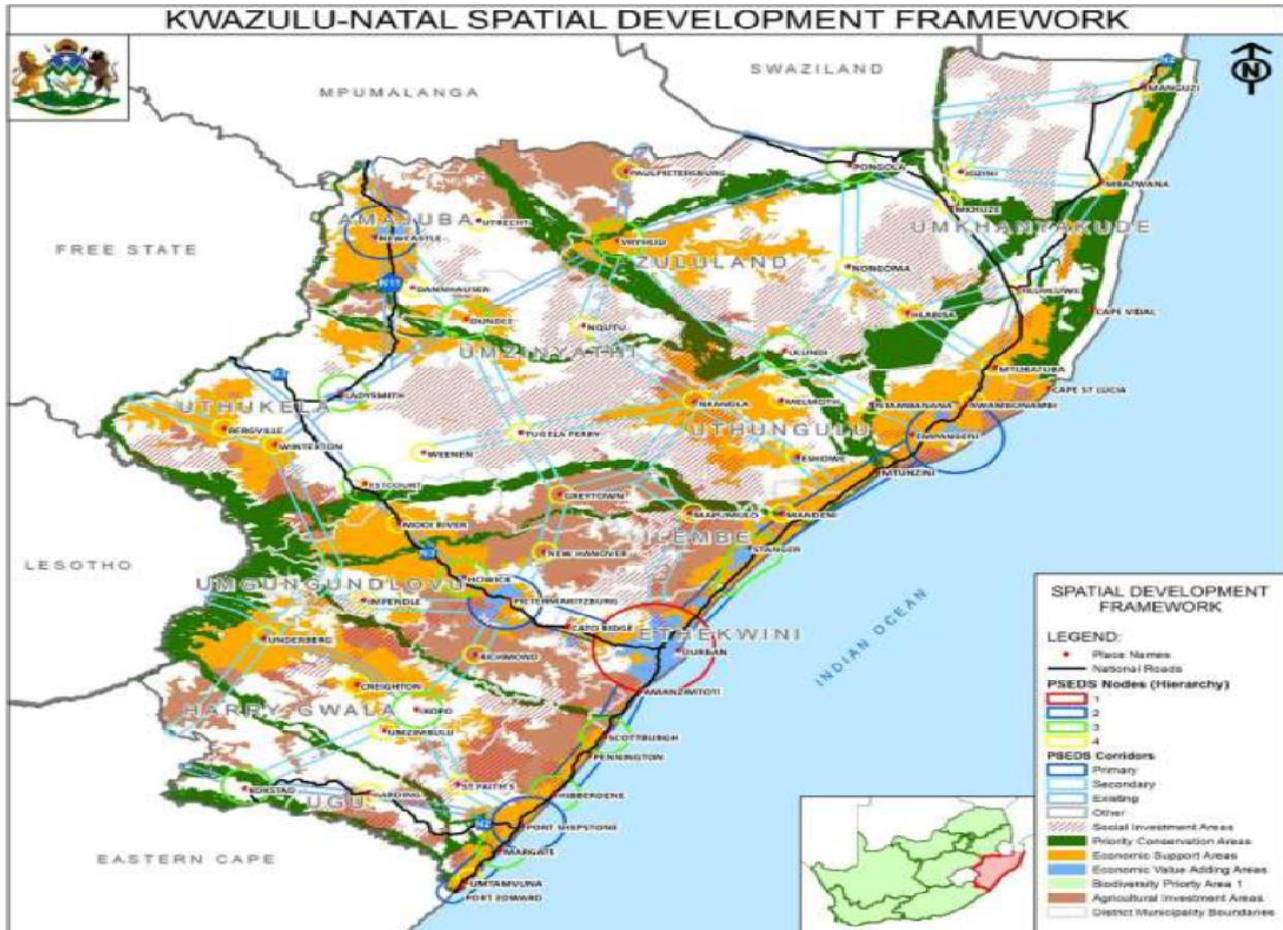 KWAZULU-NATAL SPATIAL DEVELOPMENT FRAMEWORK
SWAZILAND
N
MPUMALANGA
N2
MANGUZI
PONGOLA
JOZINI
PAULPIETERSBURG
MBAZWANA
MKUZE
UTRECHT
AMAJUBA
UMKHANYAKUDE
NEWCASTLE
VRYHEID
FREE STATE
ZULULAND
NONGOMA
N11
DANNHAUSER
HLUHLUWE
HLABISA
CAPE VIDAL
DUNDEE
NQUTU
UMZINYATHI
ULUNDI
MTUBATUBA
LADYSMITH
CAPE ST LUCIA
UTHUKELA
NKANDLA
MELMOTH
NTAMBANANA
KWAMBONAMBI
BERGVILLE
TUGELA FERRY
UTHUNGULU
EMPANGENI
WINTERTON
WEENEN
ESHOWE
MTUNZINI
ESTCOURT
GREYTOWN
MAPUMULO
MANDENI
MOOI RIVER
ILEMBE
NEW HANOVER
STANGER
N3
LESOTHO
HOWICK
UMGUNGUNDLOVU
IMPENDLE
PIETERMARITZBURG
CATO RIDGE
ETHEKWINI
UNDERBERG
DURBAN
RICHMOND
INDIAN OCEAN
CREIGHTON
AMANZIMTOTI
HARRY GWALA
IXOPO
UMZIMKULU
SCOTTBURGH
PENNINGTON
ST FAITH'S
KOKSTAD
HARDING
HIBBERDENE
UGU
N2
PORT SHEPSTONE
EASTERN CAPE
MARGATE
UMTAMVUNA
PORT EDWARD
SPATIAL DEVELOPMENT
FRAMEWORK
LEGEND:
Place Names
National Roads
PSEDS Nodes (Hierarchy)
1
2
3
4
PSEDS Corridors
Primary
Secondary
Existing
Other
Social Investment Areas
Priority Conservation Areas
Economic Support Areas
Economic Value Adding Areas
Biodiversity Priorty Area 1
Agricultural Investment Areas
District Municipality Boundaries